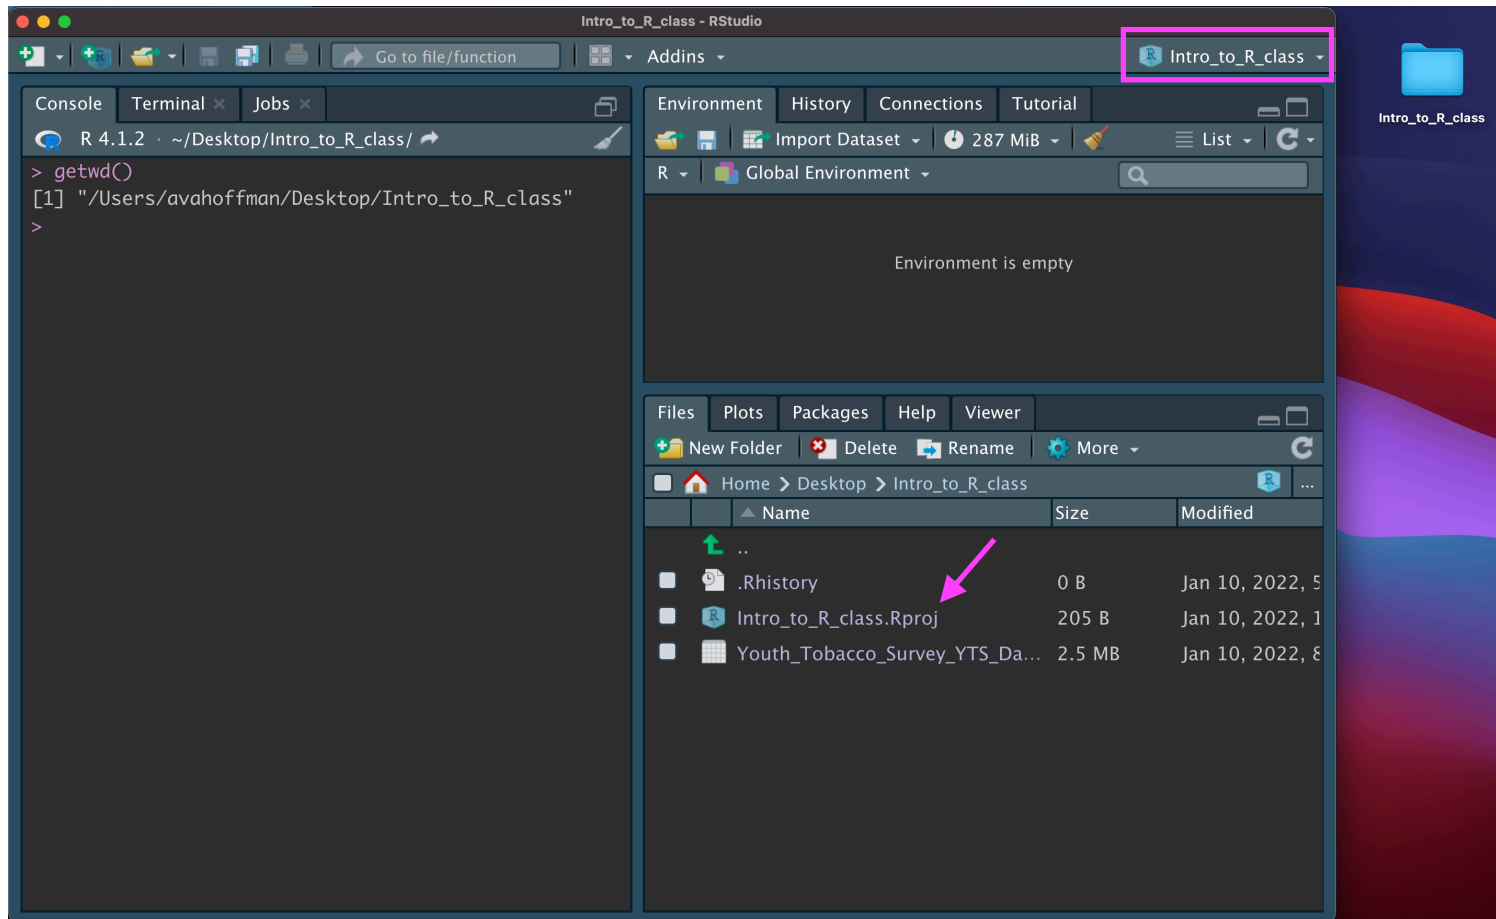 Intro_to_R_class - RStudio
Go to file/function
Addins
Intro_to_R_class
Intro_to_R_class
Console Terminal Jobs
R 4.1.2 · ~/Desktop/Intro_to_R_class/
> getwd()
[1] "/Users/avahoffman/Desktop/Intro_to_R_class"
>
Environment History Connections Tutorial
Import Dataset 287 MiB List
R Global Environment
Environment is empty
Files Plots Packages Help Viewer
New Folder Delete Rename More
Home Desktop Intro_to_R_class ...
Name Size Modified
..
.Rhistory 0 B Jan 10, 2022, 5
Intro_to_R_class.Rproj 205 B Jan 10, 2022, 1
Youth_Tobacco_Survey_YTS_Da... 2.5 MB Jan 10, 2022, 8